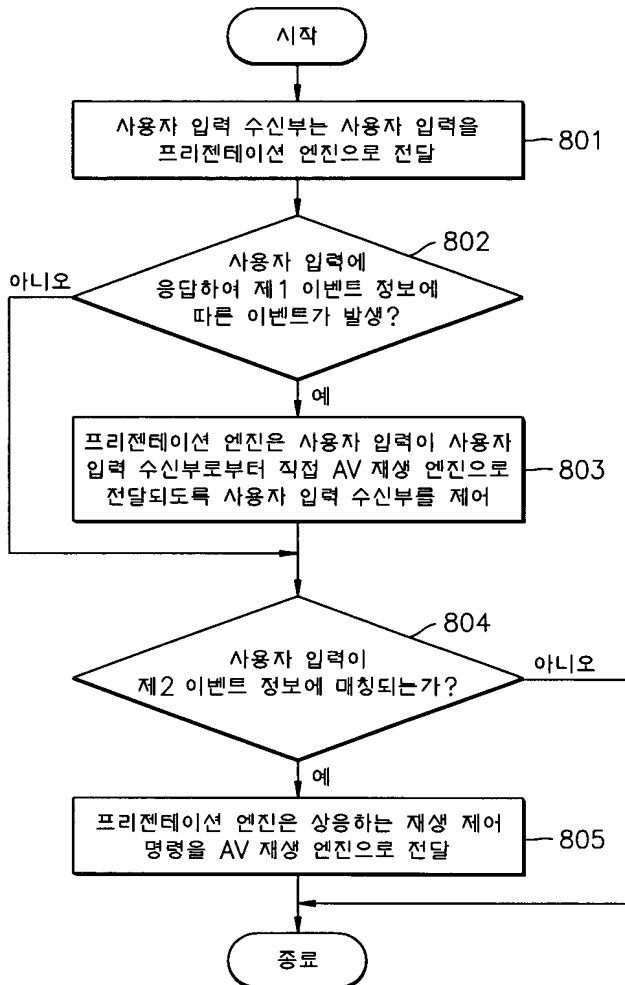 시작
사용자 입력 수신부는 사용자 입력을
프리젠테이션 엔진으로 전달
801
802
사용자 입력에
응답하여 제1 이벤트 정보에
따른 이벤트가 발생?
아니오
예
프리젠테이션 엔진은 사용자 입력이 사용자
입력 수신부로부터 직접 AV 재생 엔진으로
전달되도록 사용자 입력 수신부를 제어
803
804
사용자 입력이
제2 이벤트 정보에 매칭되는가?
아니오
예
프리젠테이션 엔진은 상응하는 재생 제어
명령을 AV 재생 엔진으로 전달
805
종료